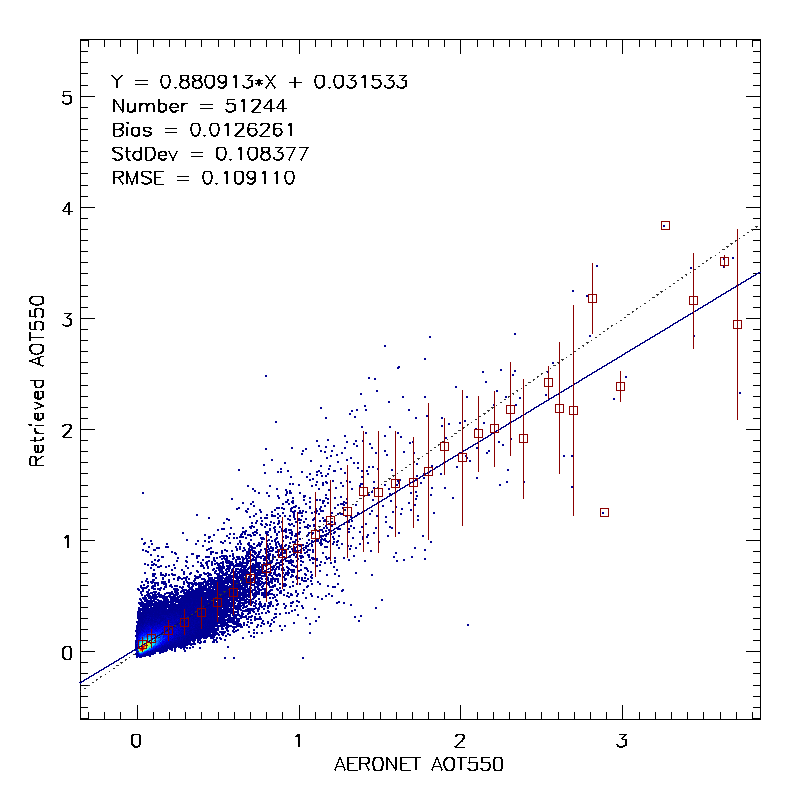 Y = 0.880913*X + 0.031533
Number = 51244
Bias = 0.0126261
StdDev = 0.108377
RMSE = 0.109110
5
4
3
2
1
0
Retrieved AOT550
0 1 2 3
AERONET AOT550